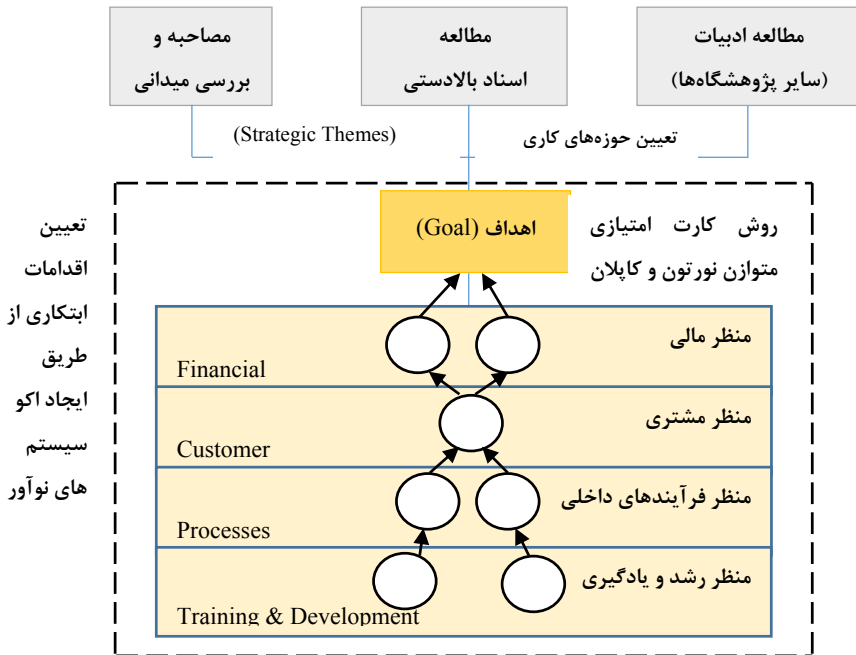 مطالعه ادبیات
(سایر پژوهشگاه‌ها)
مطالعه
اسناد بالادستی
مصاحبه و
بررسی میدانی
تعیین حوزه‌های کاری
(Strategic Themes)
اهداف (Goal)
روش کارت امتیازی
متوازن نورتون و کاپلان
تعیین
اقدامات
ابتکاری از
طریق
ایجاد اکو
سیستم
های نوآور
منظر مالی
Financial
منظر مشتری
Customer
منظر فرآیندهای داخلی
Processes
منظر رشد و یادگیری
Training & Development